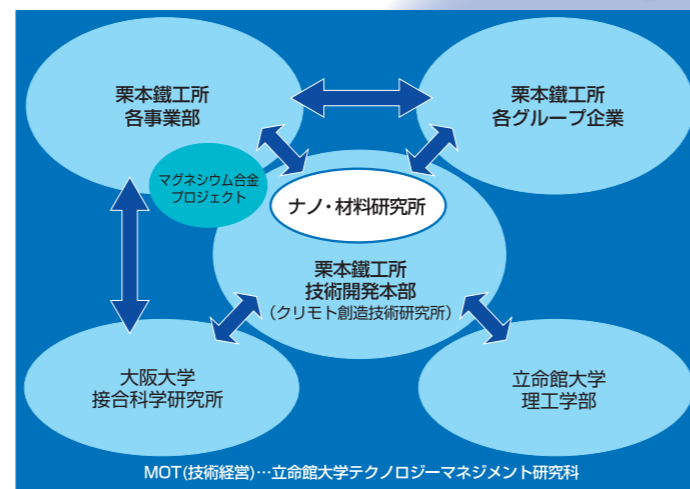 栗本鐵工所
各事業部
栗本鐵工所
各グループ企業
マグネシウム合金
プロジェクト
ナノ・材料研究所
栗本鐵工所
技術開発本部
（クリモト創造技術研究所）
大阪大学
接合科学研究所
立命館大学
理工学部
MOT(技術経営)…立命館大学テクノロジーマネジメント研究科